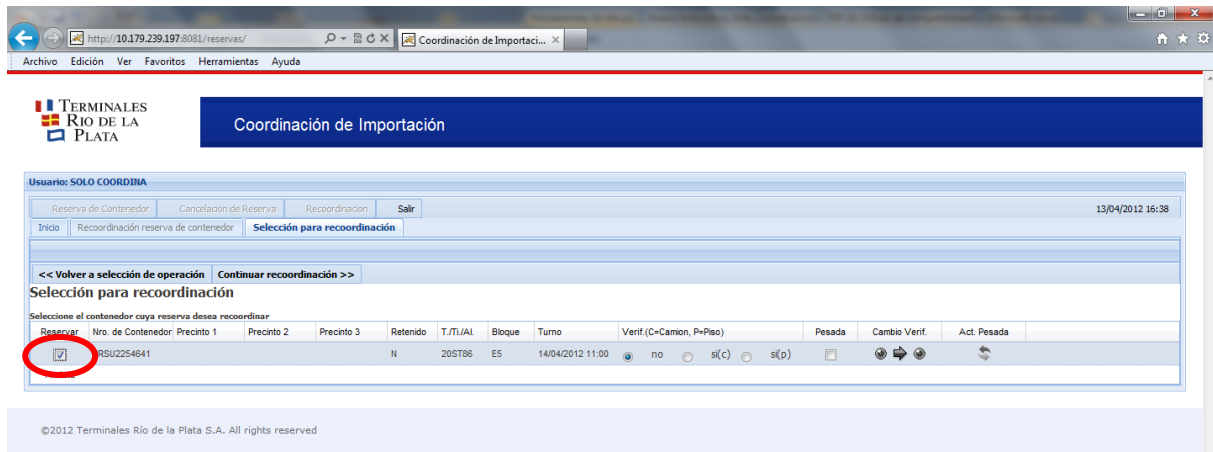 http://10.179.239.197:8081/reservas/
Coordinación de Importaci...
Archivo Edición Ver Favoritos Herramientas Ayuda
TERMINALES
RIO DE LA
PLATA
Coordinación de Importación
Usuario: SOLO COORDINA
Reserva de Contenedor Cancelacion de Reserva Recoordinacion Salir 13/04/2012 16:38
Inicio Recoordinación reserva de contenedor Selección para recoordinación
<< Volver a selección de operación Continuar recoordinación >>
Selección para recoordinación
Seleccione el contenedor cuya reserva desea recoordinar
Reservar Nro. de Contenedor Precinto 1 Precinto 2 Precinto 3 Retenido T./Ti./Al. Bloque Turno Verif.(C=Camion, P=Piso) Pesada Cambio Verif. Act. Pesada
RSU2254641 N 20ST86 E5 14/04/2012 11:00 no si(c) si(p)
©2012 Terminales Río de la Plata S.A. All rights reserved